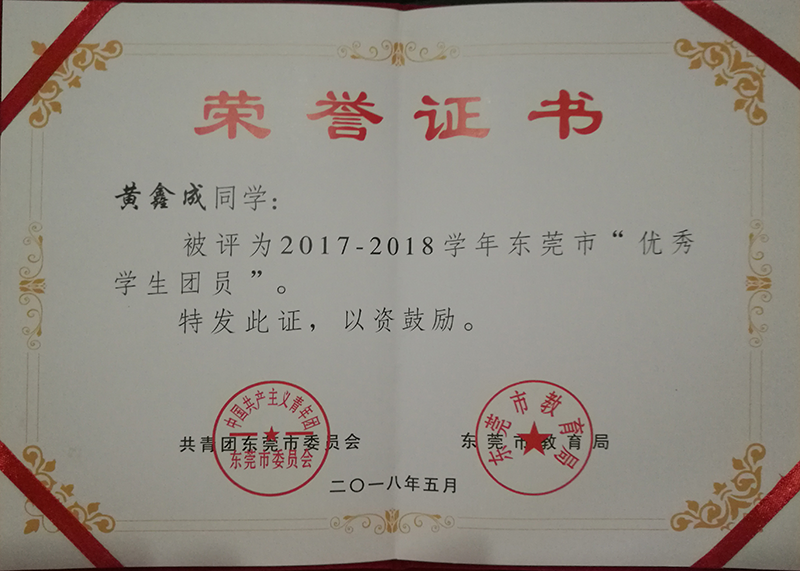 荣誉证书
黄鑫成同学：
被评为2017-2018学年东莞市“优秀
学生团员”。
特发此证，以资鼓励。
中国共产主义青年团
东莞市委员会
东莞市教育局
共青团东莞市委员会
东莞市教育局
二〇一八年五月